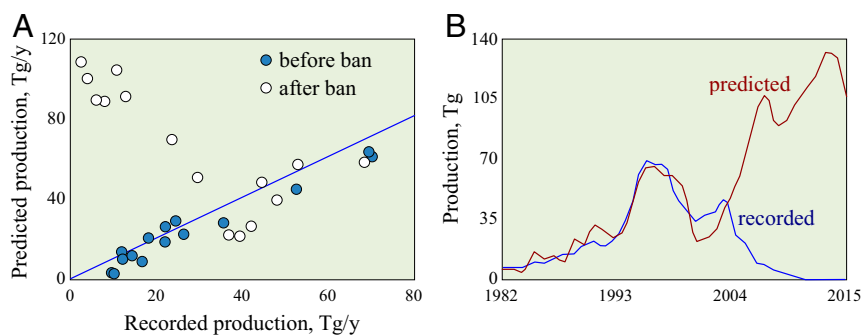 A
Predicted production, Tg/y
120
80
40
0
before ban
after ban
0 20 40 60 80
Recorded production, Tg/y
B
Production, Tg
140
105
70
35
0
predicted
recorded
1982 1993 2004 2015